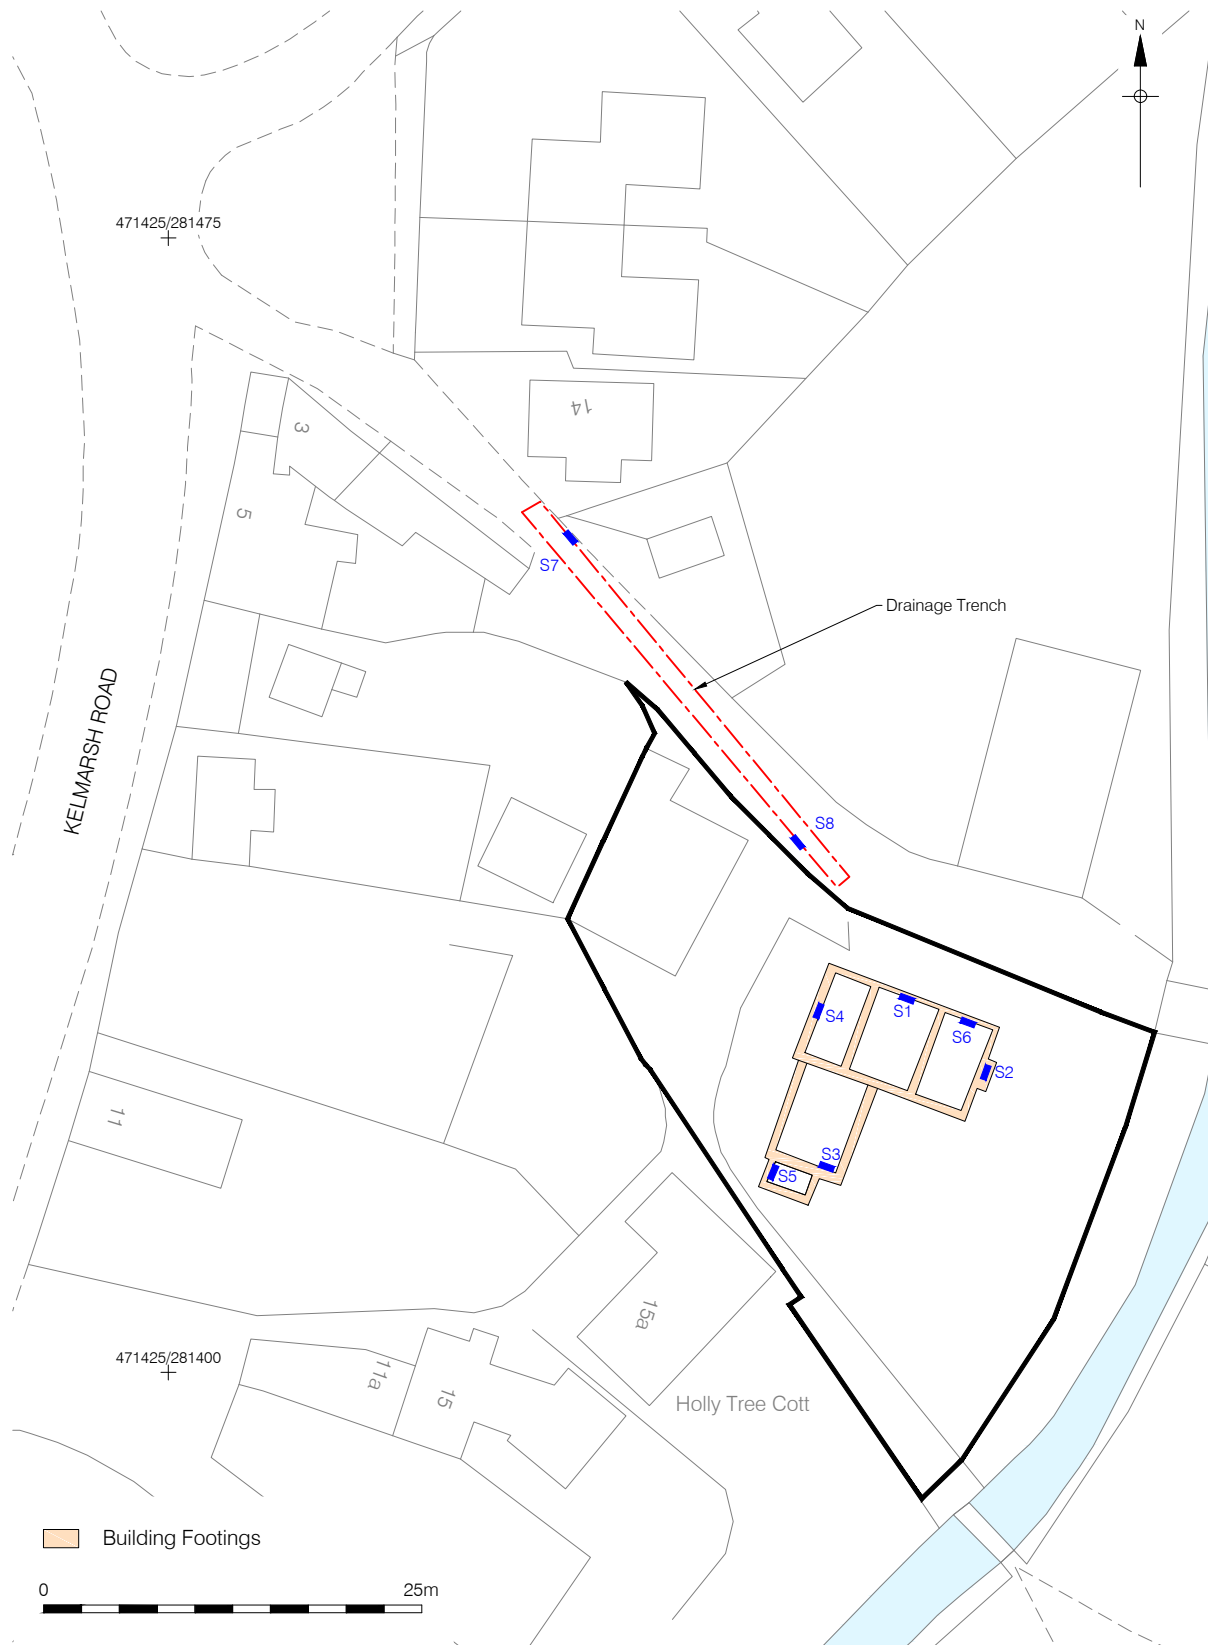 N
471425/281475
14
3
5
S7
Drainage Trench
KELMARSH ROAD
S8
S4
S1
S6
S2
S3
S5
11
15a
471425/281400
11a
15
Holly Tree Cott
Building Footings
0 25m